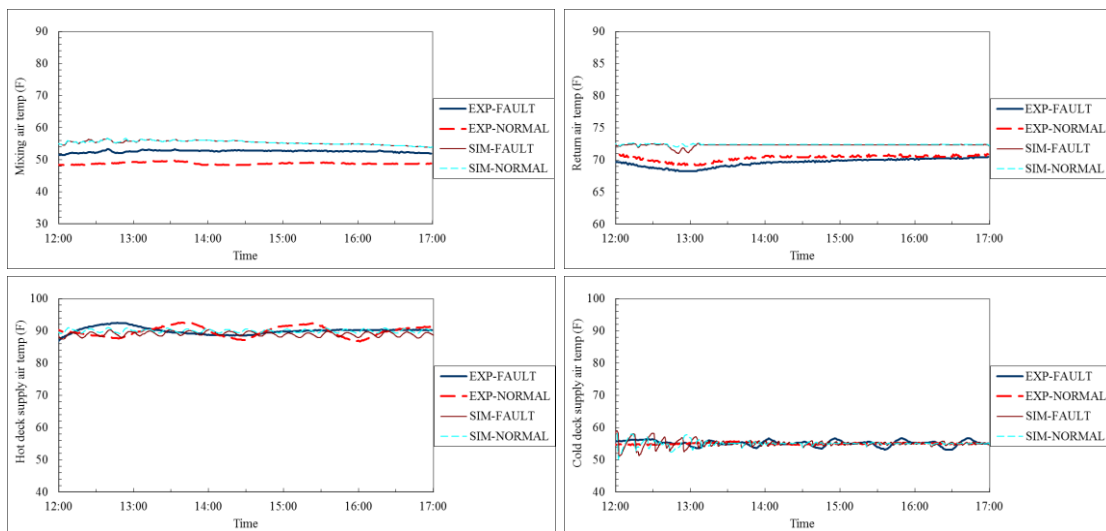 Mixing air temp (F)
90
80
70
60
50
40
30
12:00 13:00 14:00 15:00 16:00 17:00
Time
EXP-FAULT
EXP-NORMAL
SIM-FAULT
SIM-NORMAL
Return air temp (F)
90
85
80
75
70
65
60
12:00 13:00 14:00 15:00 16:00 17:00
Time
EXP-FAULT
EXP-NORMAL
SIM-FAULT
SIM-NORMAL
Hot deck supply air temp (F)
100
90
80
70
60
50
40
12:00 13:00 14:00 15:00 16:00 17:00
Time
EXP-FAULT
EXP-NORMAL
SIM-FAULT
SIM-NORMAL
Cold deck supply air temp (F)
100
90
80
70
60
50
40
12:00 13:00 14:00 15:00 16:00 17:00
Time
EXP-FAULT
EXP-NORMAL
SIM-FAULT
SIM-NORMAL